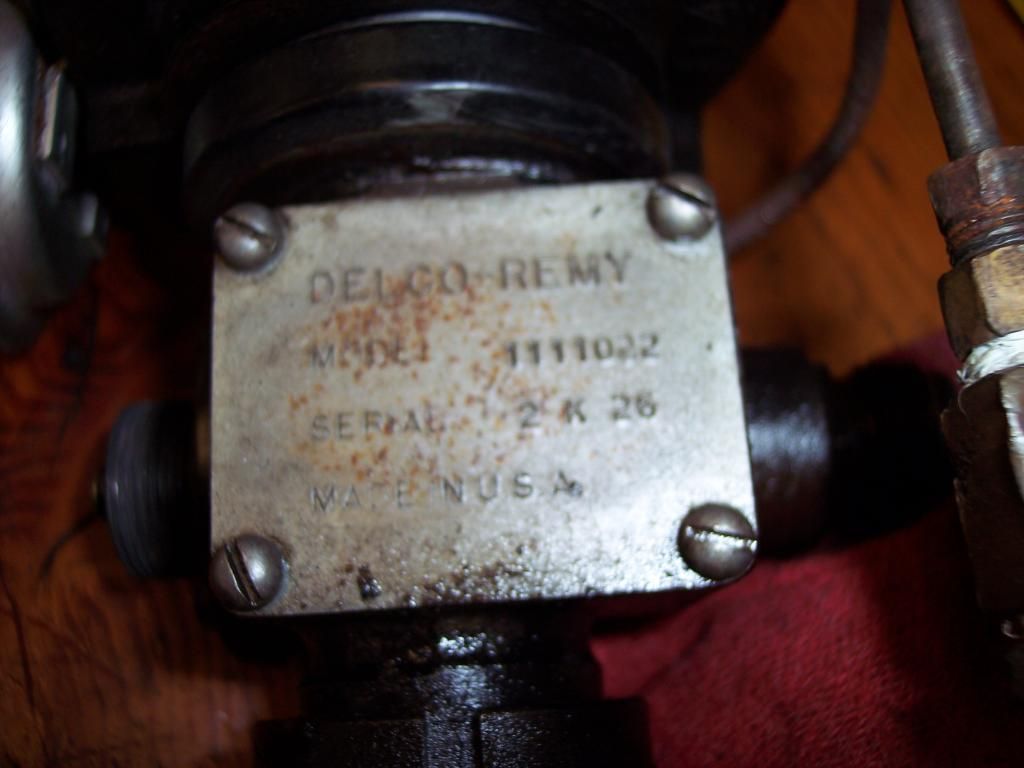 DELCO-REMY
MODEL 1111022
SERIAL 2 K 26
MADE IN U S A